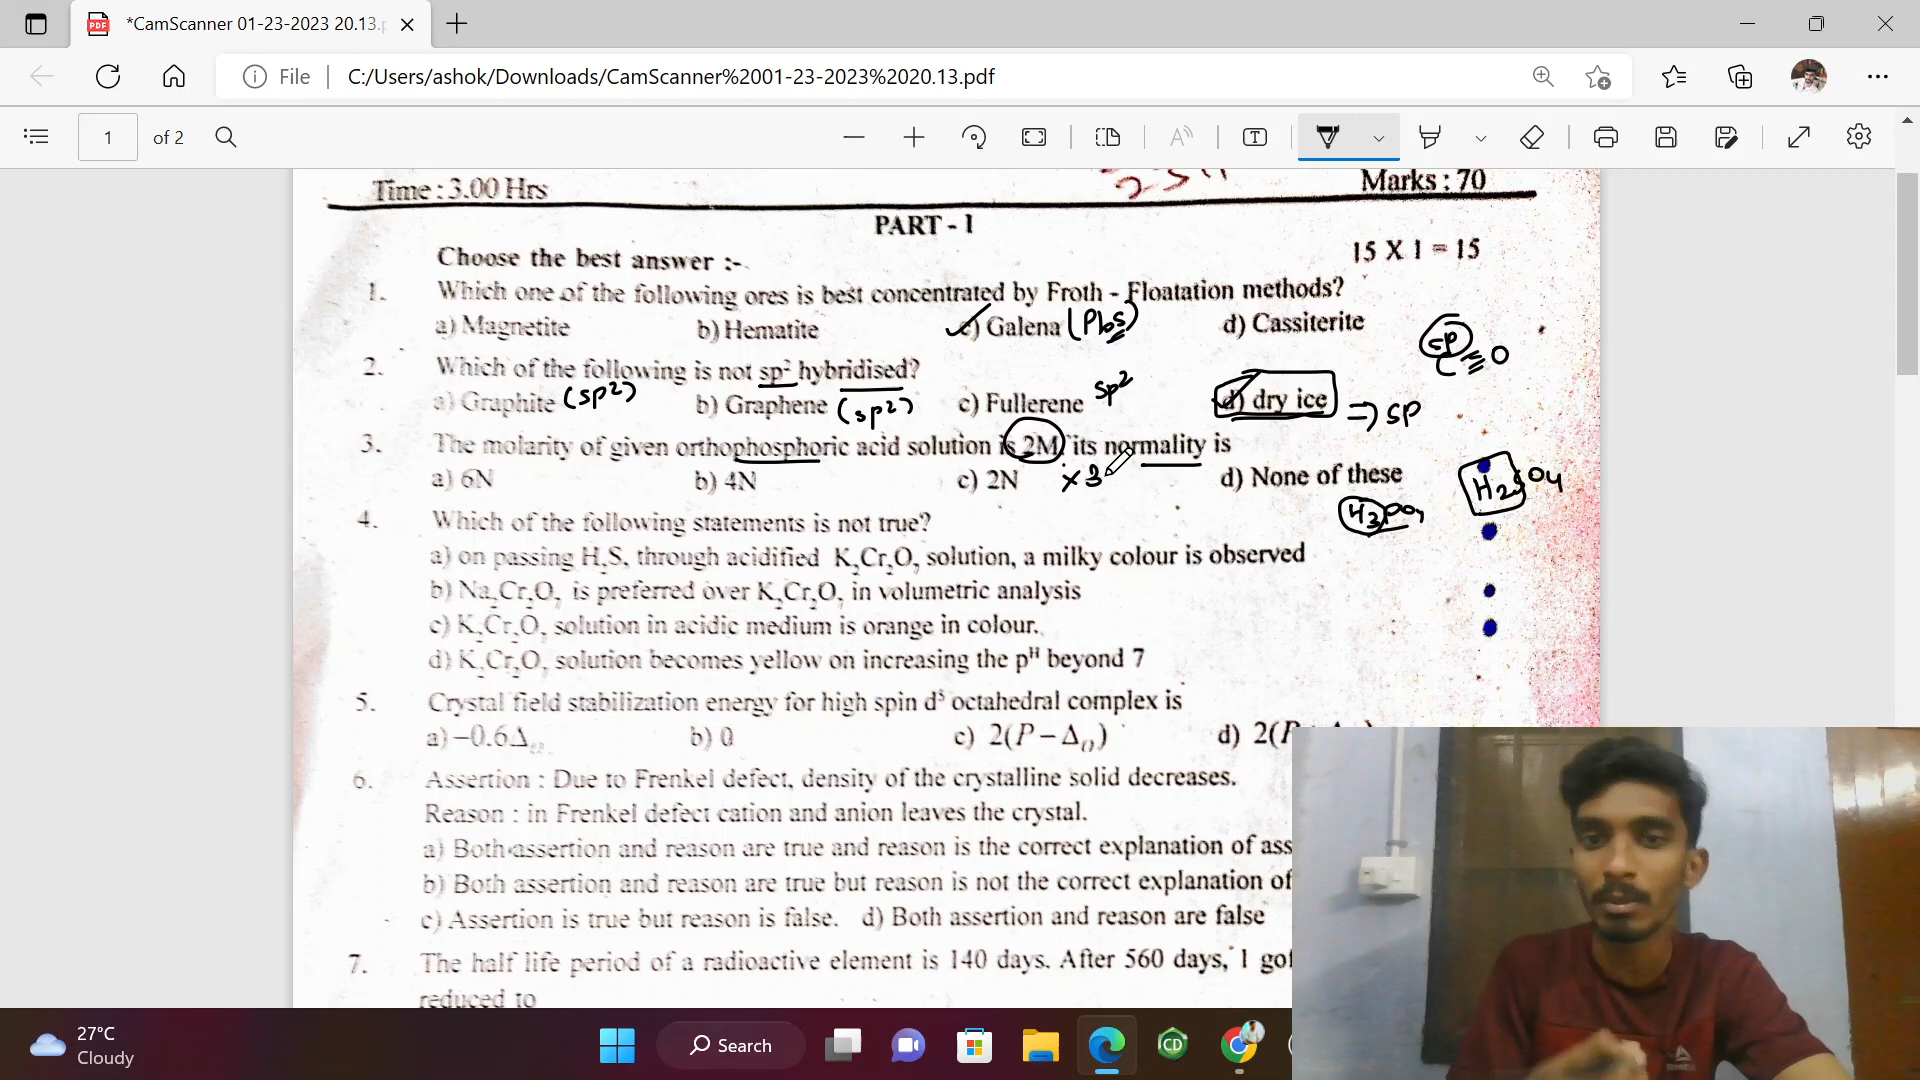 *CamScanner 01-23-2023 20.13.p
File C:/Users/ashok/Downloads/CamScanner%2001-23-2023%2020.13.pdf
1 of 2
Time : 3.00 Hrs Marks : 70
PART - I
Choose the best answer :- 15 X 1 = 15
1. Which one of the following ores is best concentrated by Froth - Floatation methods?
a) Magnetite b) Hematite c) Galena (PbS) d) Cassiterite
2. Which of the following is not sp² hybridised?
a) Graphite (sp²) b) Graphene (sp²) c) Fullerene sp² d) dry ice ⇒ sp
3. The molarity of given orthophosphoric acid solution is 2M, its normality is
a) 6N b) 4N c) 2N ×3 d) None of these H₂SO₄
H₃PO₄
4. Which of the following statements is not true?
a) on passing H₂S, through acidified K₂Cr₂O₇ solution, a milky colour is observed
b) Na₂Cr₂O₇ is preferred over K₂Cr₂O₇ in volumetric analysis
c) K₂Cr₂O₇ solution in acidic medium is orange in colour.
d) K₂Cr₂O₇ solution becomes yellow on increasing the pᴴ beyond 7
5. Crystal field stabilization energy for high spin d⁵ octahedral complex is
a) −0.6Δ₀ b) 0 c) 2(P−Δ₀) d) 2(P
6. Assertion : Due to Frenkel defect, density of the crystalline solid decreases.
Reason : in Frenkel defect cation and anion leaves the crystal.
a) Both assertion and reason are true and reason is the correct explanation of ass
b) Both assertion and reason are true but reason is not the correct explanation of
c) Assertion is true but reason is false. d) Both assertion and reason are false
7. The half life period of a radioactive element is 140 days. After 560 days, 1 g of
reduced to
27°C
Cloudy
Search
CD